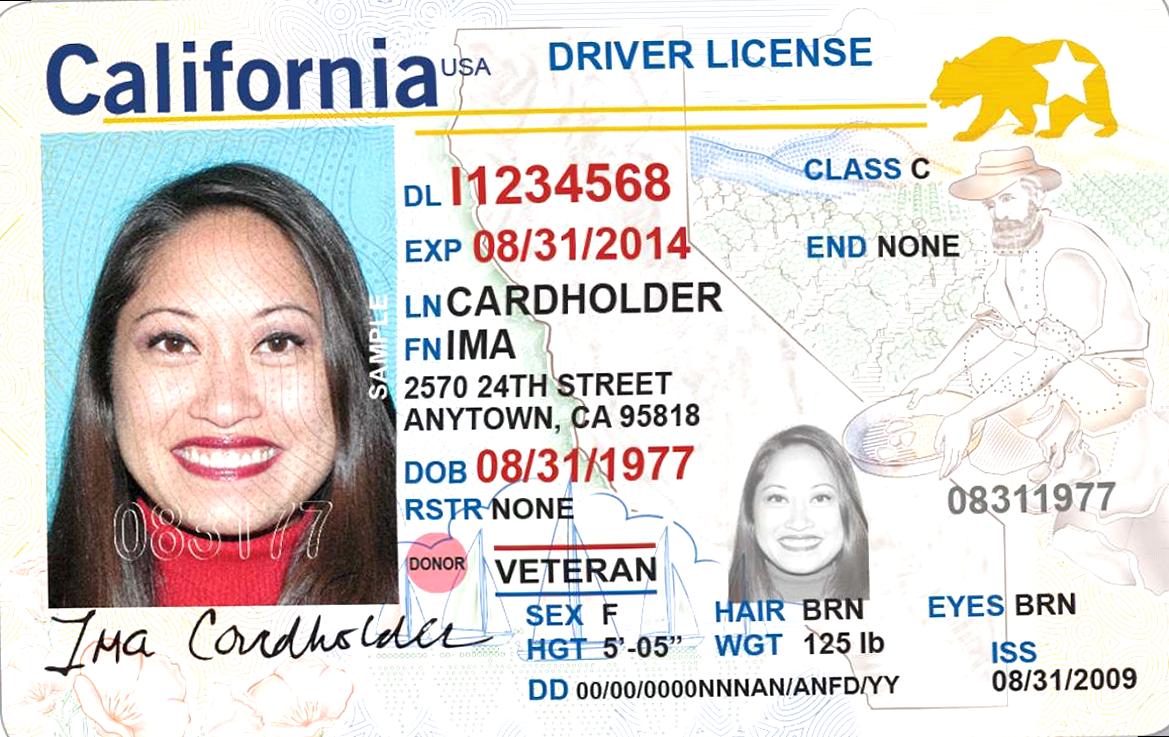 California USA DRIVER LICENSE
DL I1234568
CLASS C
EXP 08/31/2014
END NONE
LN CARDHOLDER
FN IMA
2570 24TH STREET
ANYTOWN, CA 95818
DOB 08/31/1977
RSTR NONE
08311977
SAMPLE
083177
DONOR
VETERAN
Ima Cardholder
SEX F
HAIR BRN
EYES BRN
HGT 5'-05"
WGT 125 lb
ISS
08/31/2009
DD 00/00/0000NNNAN/ANFD/YY